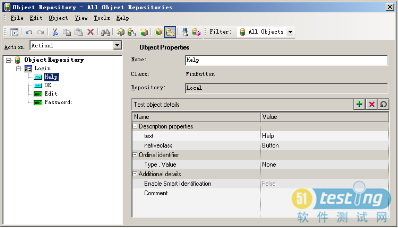 Object Repository - All Object Repositories
File Edit Object View Tools Help
Filter: All Objects
Action: Action1
Object Repository
Login
Help
OK
Edit
Password:
Object Properties
Name: Help
Class: WinButton
Repository: Local
Test object details
Name Value
Description properties
text Help
nativeclass Button
Ordinal identifier
Type , Value None
Additional details
Enable Smart Identification False
Comment
51testing
软件测试网